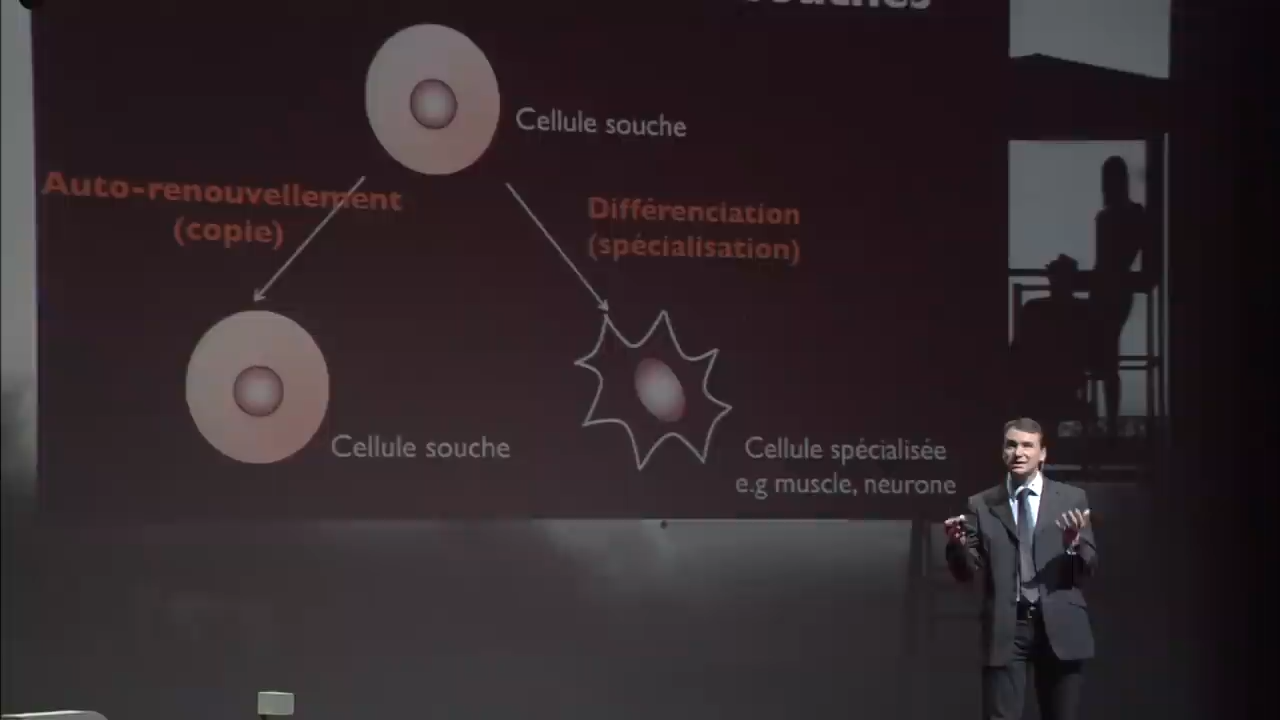 Cellule souche
Auto-renouvellement
(copie)
Différenciation
(spécialisation)
Cellule souche
Cellule spécialisée
e.g muscle, neurone